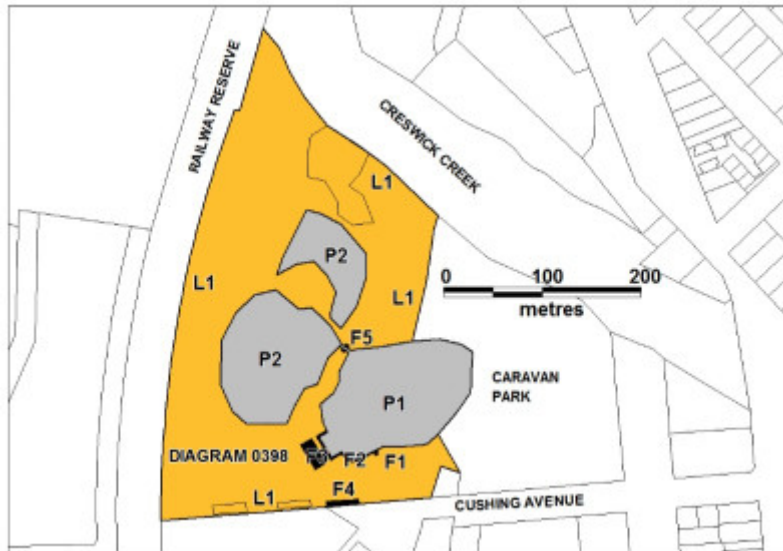 RAILWAY RESERVE
CRESWICK CREEK
L1
P2
L1
L1
0 100 200
metres
F5
P2
CARAVAN
PARK
P1
DIAGRAM 0398
F3
F2
F1
L1
F4
CUSHING AVENUE